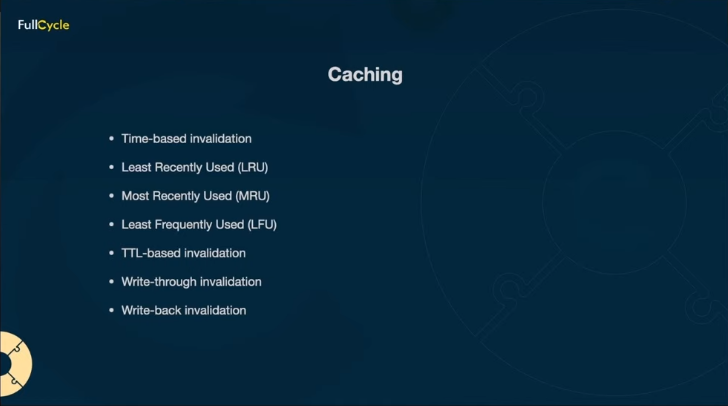 FullCycle
Caching
• Time-based invalidation
• Least Recently Used (LRU)
• Most Recently Used (MRU)
• Least Frequently Used (LFU)
• TTL-based invalidation
• Write-through invalidation
• Write-back invalidation